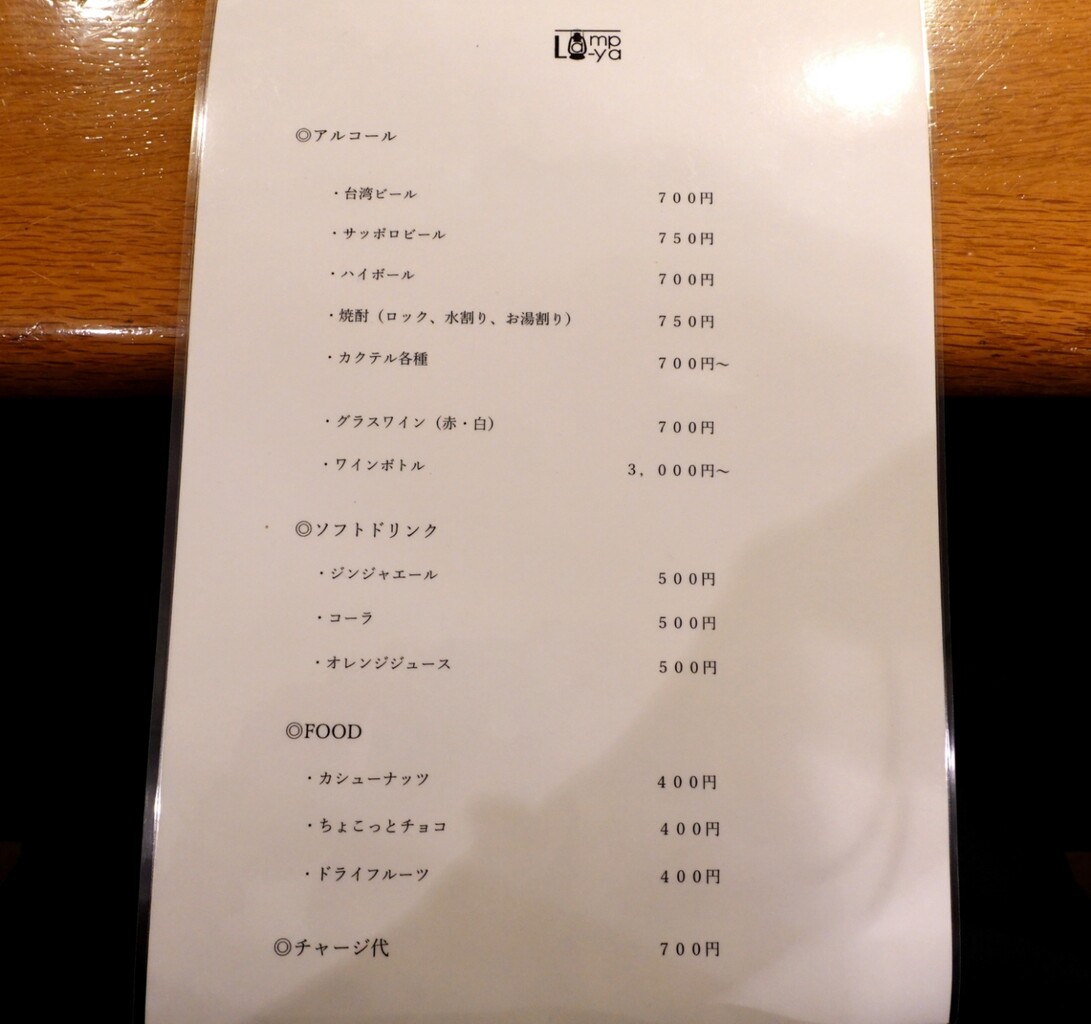 Lamp
-ya
◎アルコール
・台湾ビール 700円
・サッポロビール 750円
・ハイボール 700円
・焼酎（ロック、水割り、お湯割り） 750円
・カクテル各種 700円～
・グラスワイン（赤・白） 700円
・ワインボトル 3，000円～
◎ソフトドリンク
・ジンジャエール 500円
・コーラ 500円
・オレンジジュース 500円
◎FOOD
・カシューナッツ 400円
・ちょこっとチョコ 400円
・ドライフルーツ 400円
◎チャージ代 700円